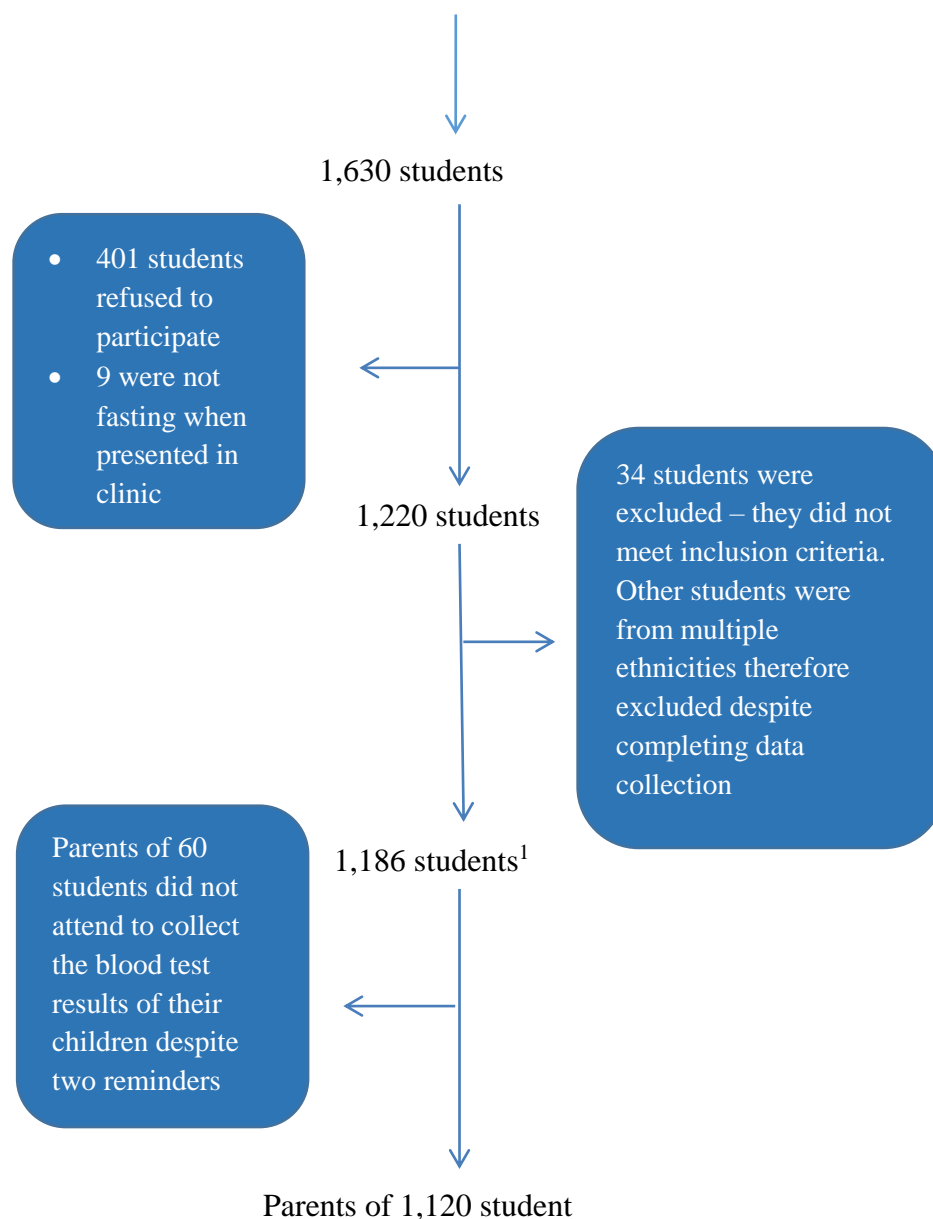 1,630 students
• 401 students
refused to
participate
• 9 were not
fasting when
presented in
clinic
1,220 students
34 students were
excluded – they did not
meet inclusion criteria.
Other students were
from multiple
ethnicities therefore
excluded despite
completing data
collection
1,186 students¹
Parents of 60
students did not
attend to collect
the blood test
results of their
children despite
two reminders
Parents of 1,120 student